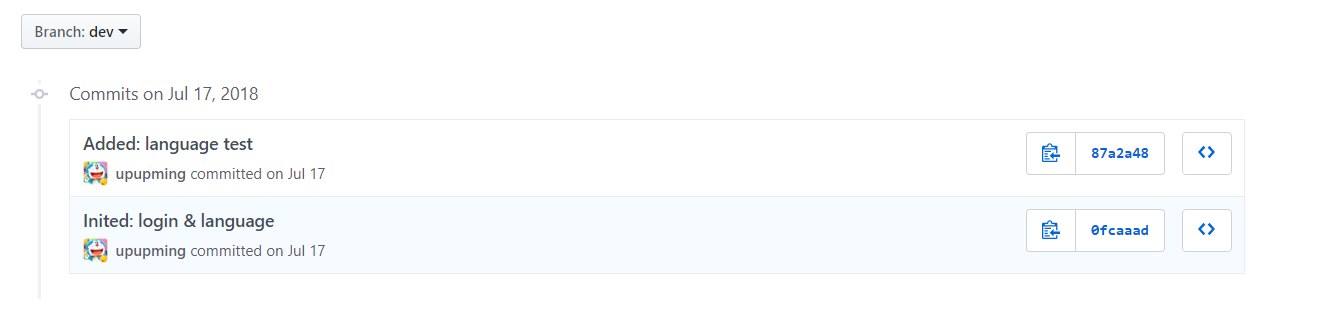 Branch: dev
Commits on Jul 17, 2018
Added: language test
87a2a48
upupming committed on Jul 17
Inited: login & language
0fcaaad
upupming committed on Jul 17